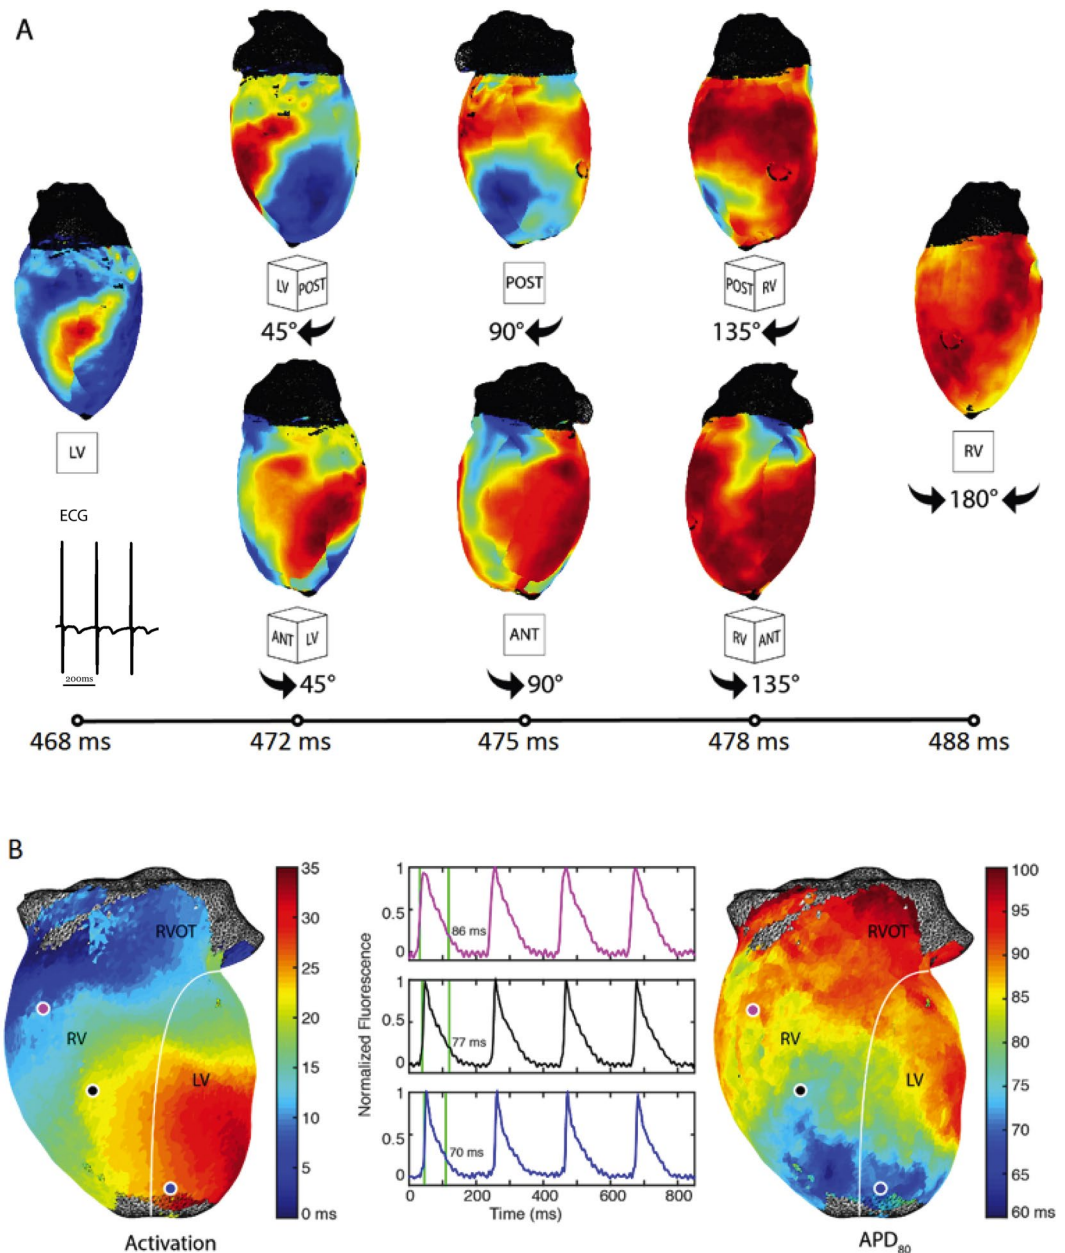 A
LV POST
POST
POST RV
45°
90°
135°
LV
RV
180°
ECG
200ms
ANT LV
ANT
RV ANT
45°
90°
135°
468 ms
472 ms
475 ms
478 ms
488 ms
B
RVOT
RV
LV
Activation
35
30
25
20
15
10
5
0 ms
Normalized Fluorescence
1
0.5
0
86 ms
1
0.5
0
77 ms
1
0.5
0
70 ms
0 200 400 600 800
Time (ms)
RVOT
RV
LV
APD80
100
95
90
85
80
75
70
65
60 ms